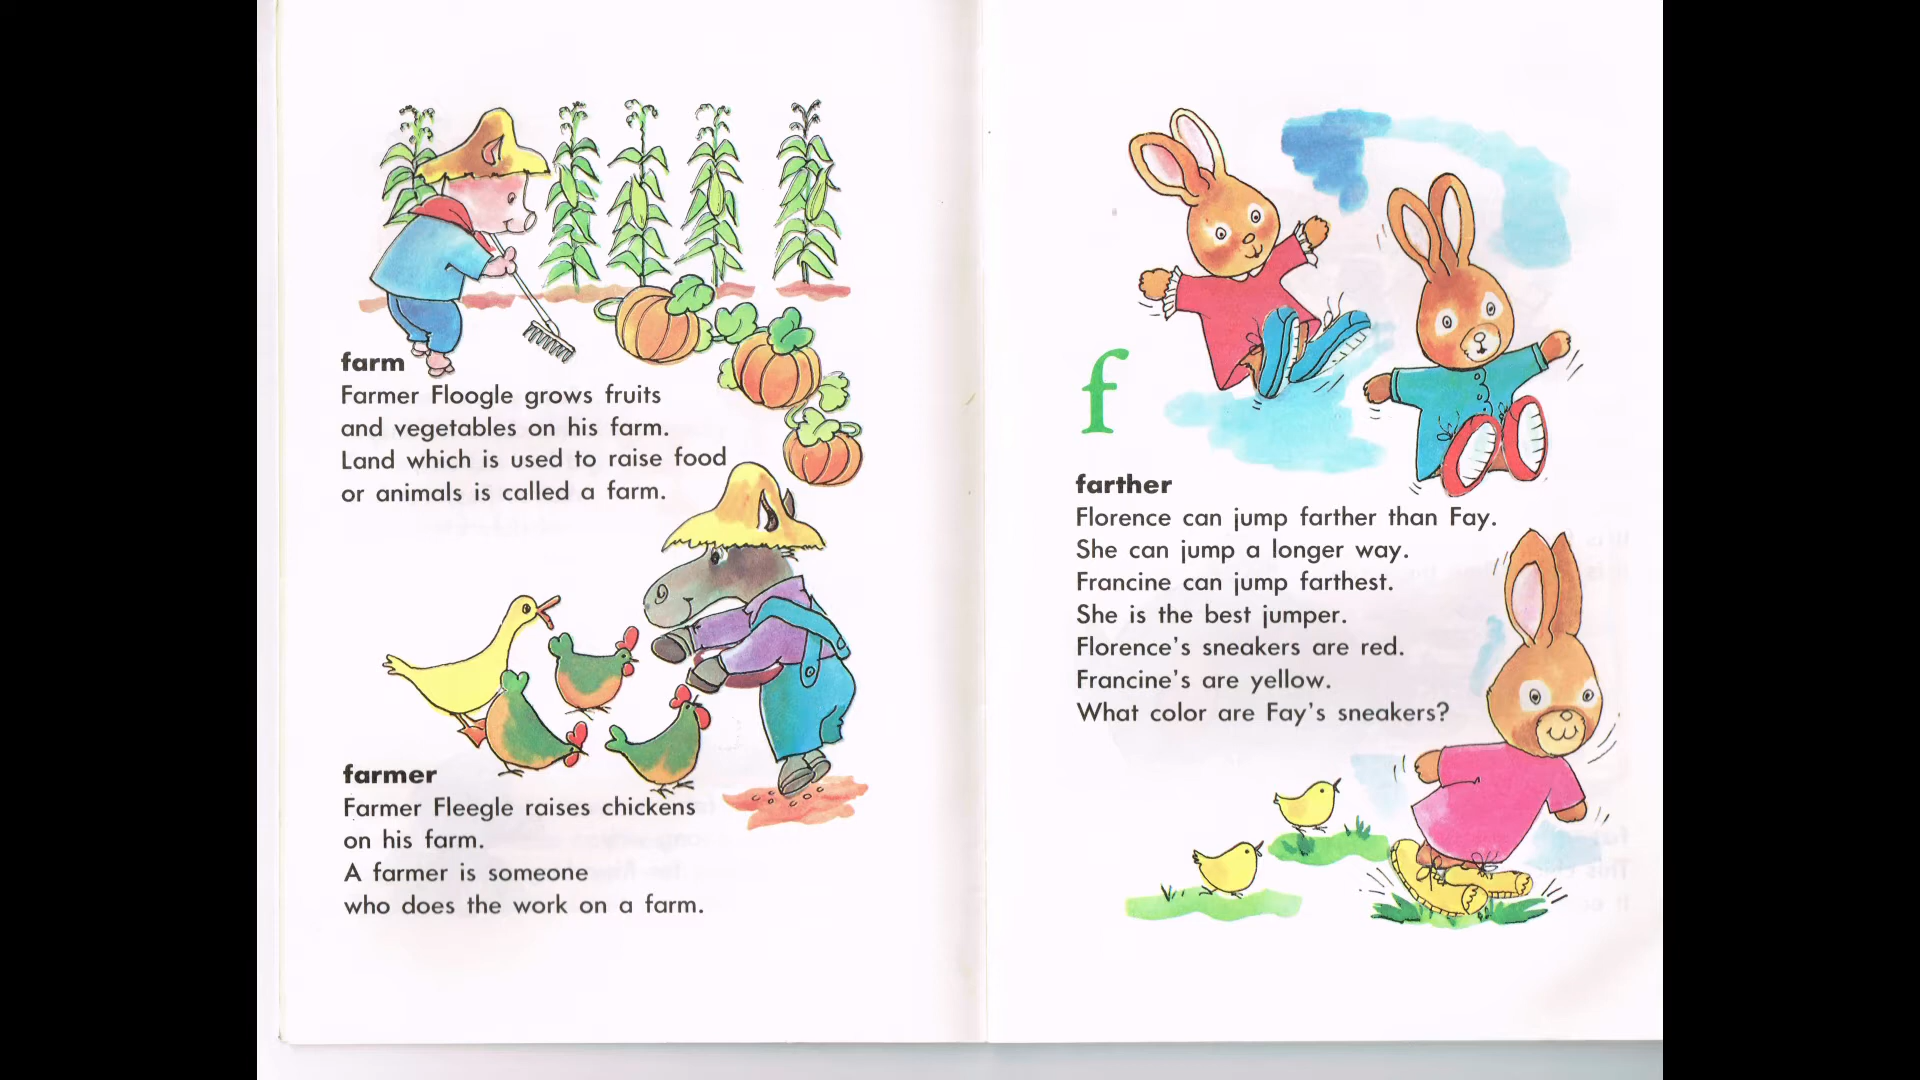 farm
Farmer Floogle grows fruits
and vegetables on his farm.
Land which is used to raise food
or animals is called a farm.
farmer
Farmer Fleegle raises chickens
on his farm.
A farmer is someone
who does the work on a farm.
f
farther
Florence can jump farther than Fay.
She can jump a longer way.
Francine can jump farthest.
She is the best jumper.
Florence's sneakers are red.
Francine's are yellow.
What color are Fay's sneakers?